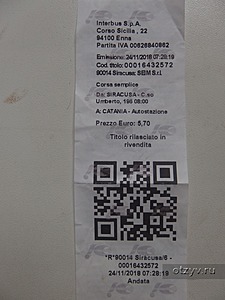 Interbus S.p.A.
Corso Sicilia , 22
94100 Enna
Partita IVA 00626840862
Emissione: 24/11/2018 07:28:19
Cod. titolo: 00016432572
90014 Siracusa: SEIM S.r.l.
Corsa semplice
Da: SIRACUSA - C.so
Umberto, 196 08:00
A: CATANIA - Autostazione
Prezzo Euro: 5,70
Titolo rilasciato in
rivendita
*R*90014 Siracusa/6 -
00016432572
24/11/2018 07:28:19
Andata
otzyv.ru